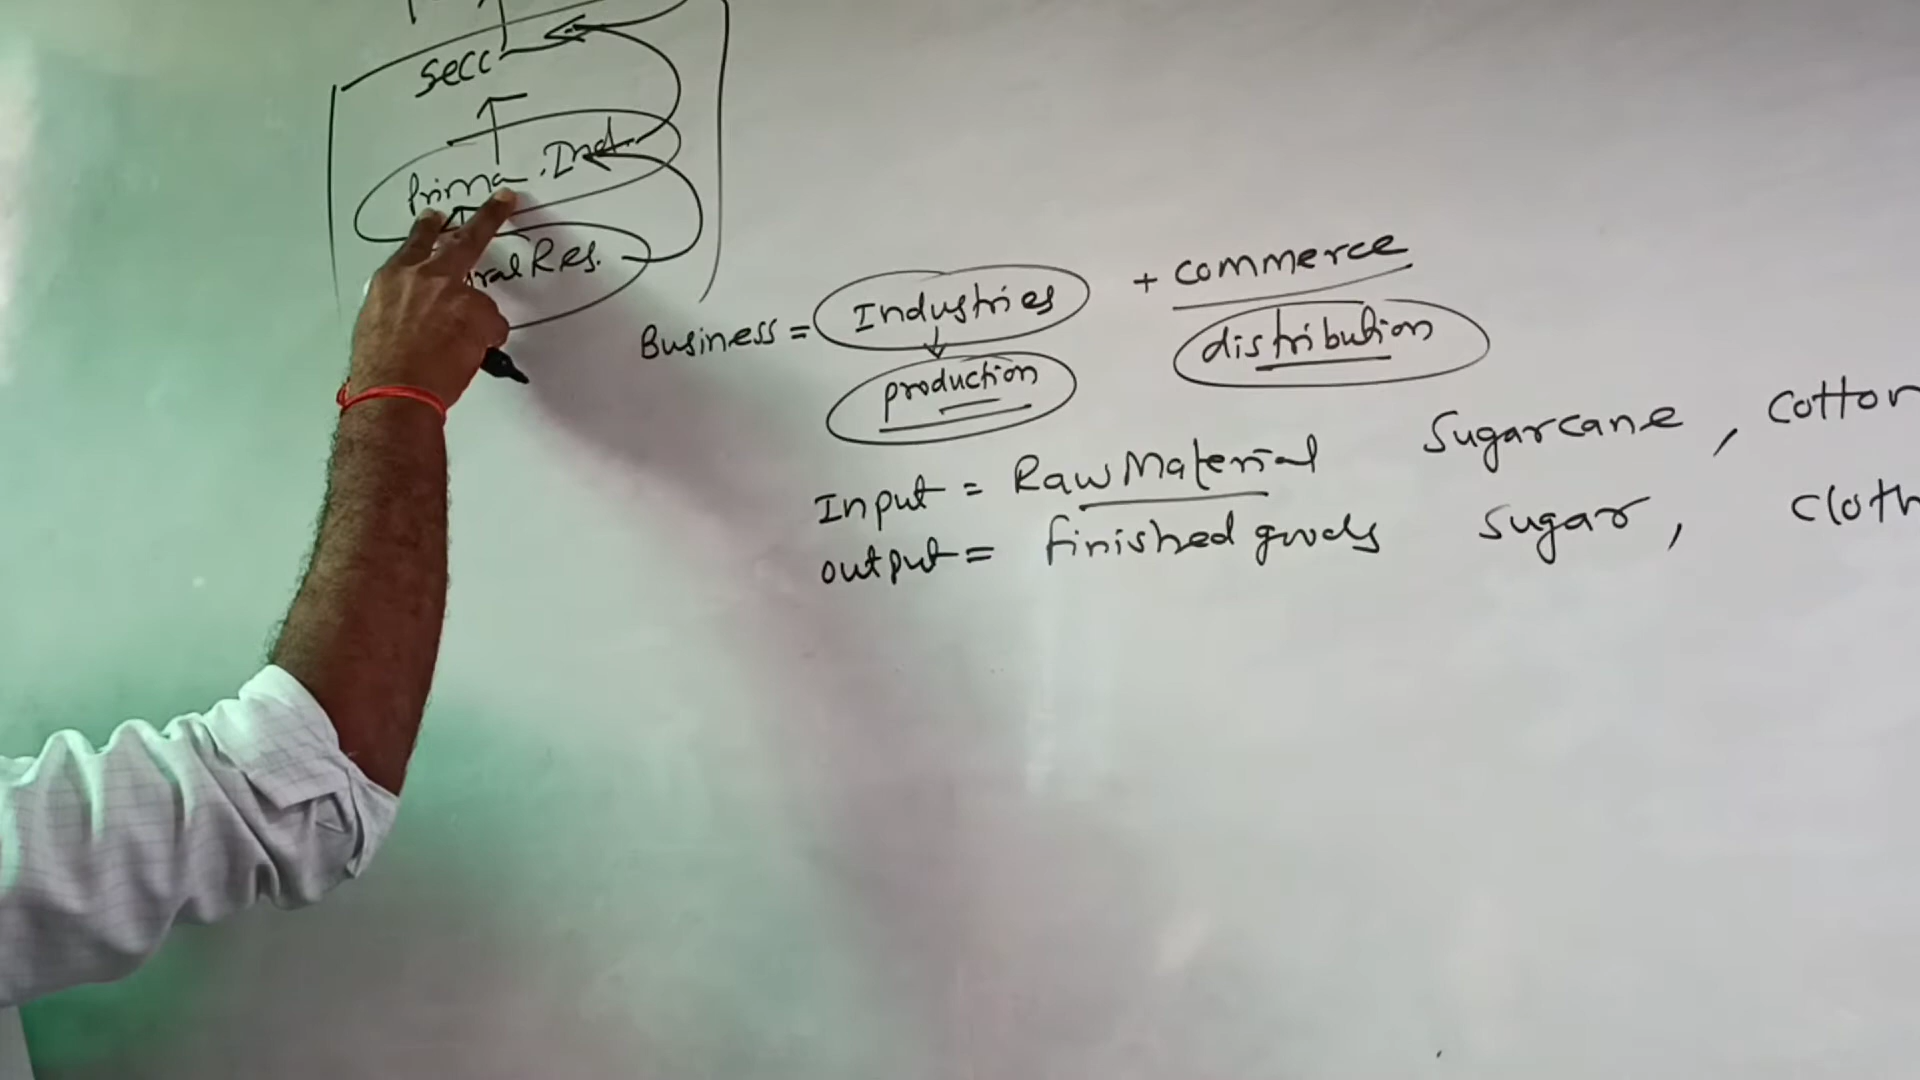 secc
Prima . Ind.
ral Res.
Business = Industries + commerce
production distribution
Input = Raw Material Sugarcane , Cotton
output = finished goods sugar , cloth